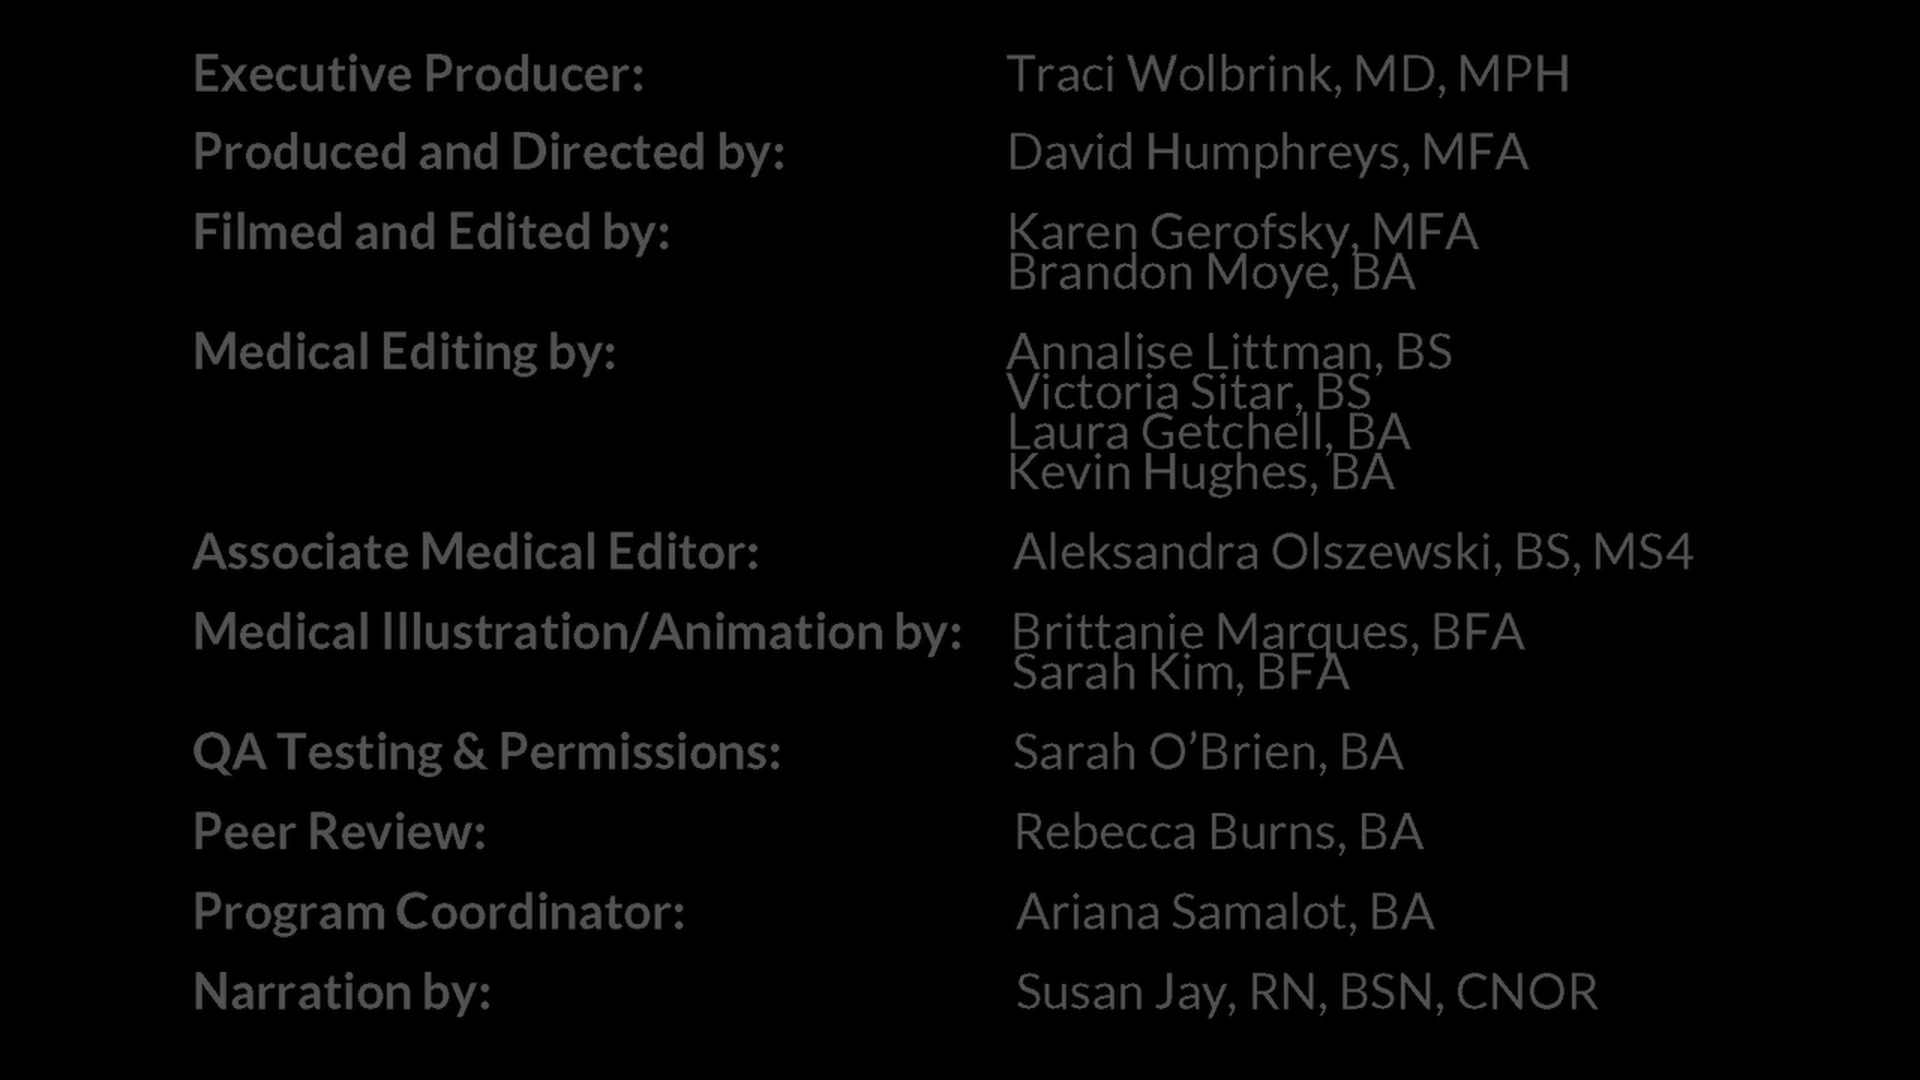 Executive Producer: Traci Wolbrink, MD, MPH
Produced and Directed by: David Humphreys, MFA
Filmed and Edited by: Karen Gerofsky, MFA
Brandon Moye, BA
Medical Editing by: Annalise Littman, BS
Victoria Sitar, BS
Laura Getchell, BA
Kevin Hughes, BA
Associate Medical Editor: Aleksandra Olszewski, BS, MS4
Medical Illustration/Animation by: Brittanie Marques, BFA
Sarah Kim, BFA
QA Testing & Permissions: Sarah O’Brien, BA
Peer Review: Rebecca Burns, BA
Program Coordinator: Ariana Samalot, BA
Narration by: Susan Jay, RN, BSN, CNOR